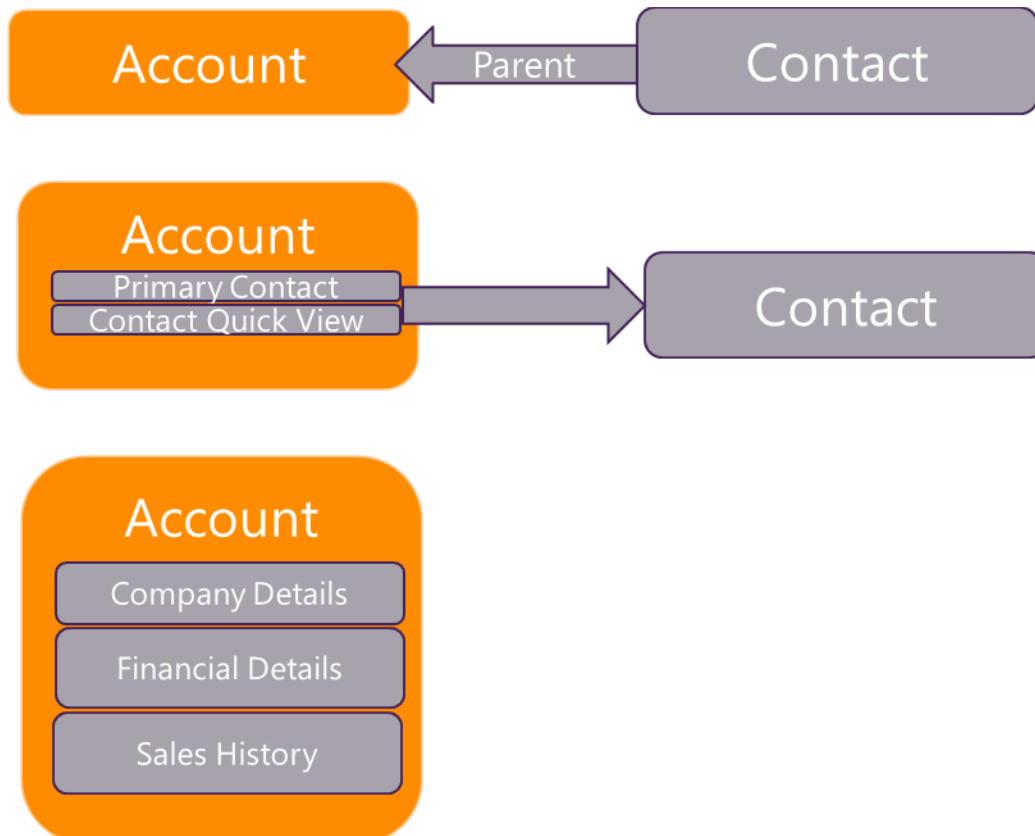 Account
Parent
Contact
Account
Primary Contact
Contact Quick View
Contact
Account
Company Details
Financial Details
Sales History